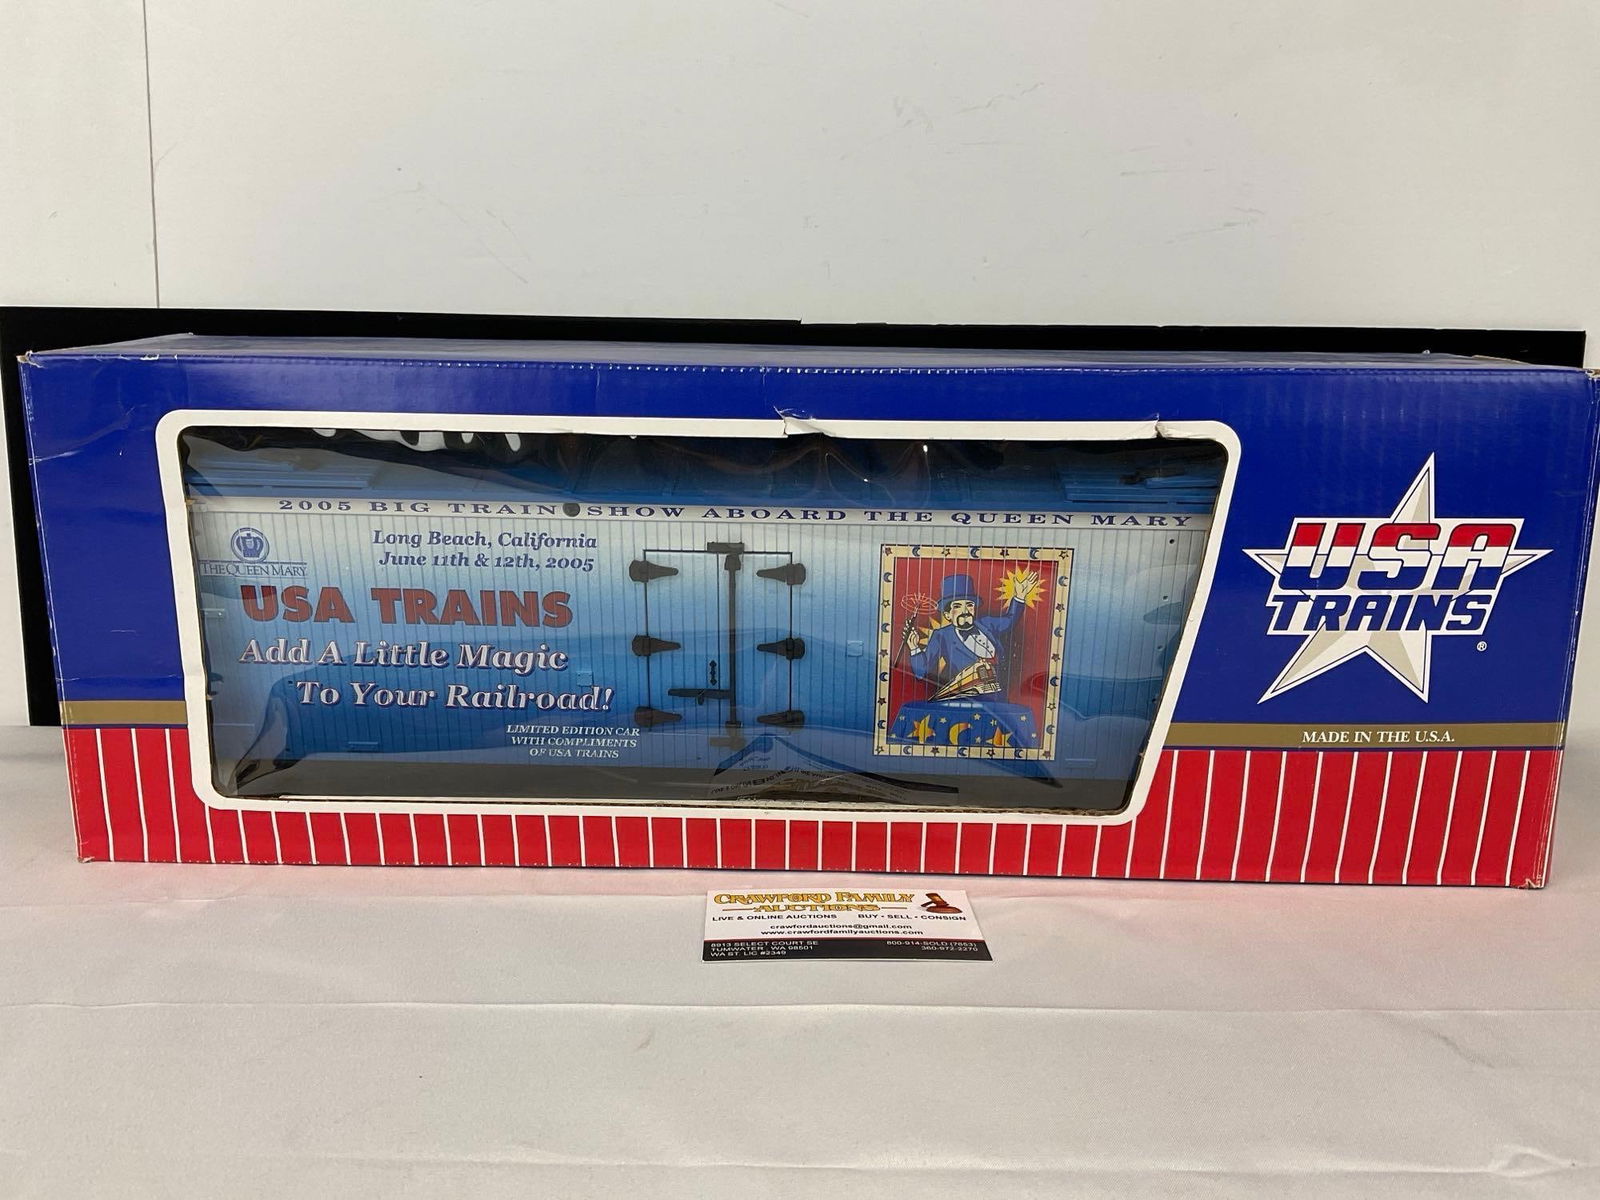 2005 BIG TRAIN SHOW ABOARD THE QUEEN MARY
THE QUEEN MARY
Long Beach, California
June 11th & 12th, 2005
USA TRAINS
Add A Little Magic
To Your Railroad!
LIMITED EDITION CAR
WITH COMPLIMENTS
OF USA TRAINS
USA
TRAINS
®
MADE IN THE U.S.A.
CRAWFORD FAMILY
AUCTIONS
LIVE & ONLINE AUCTIONS BUY • SELL • CONSIGN
crawfordauctions@gmail.com
www.crawfordfamilyauctions.com
8913 SELECT COURT SE
TUMWATER, WA 98501
WA ST. LIC #2349
800-914-SOLD (7653)
360-972-2270